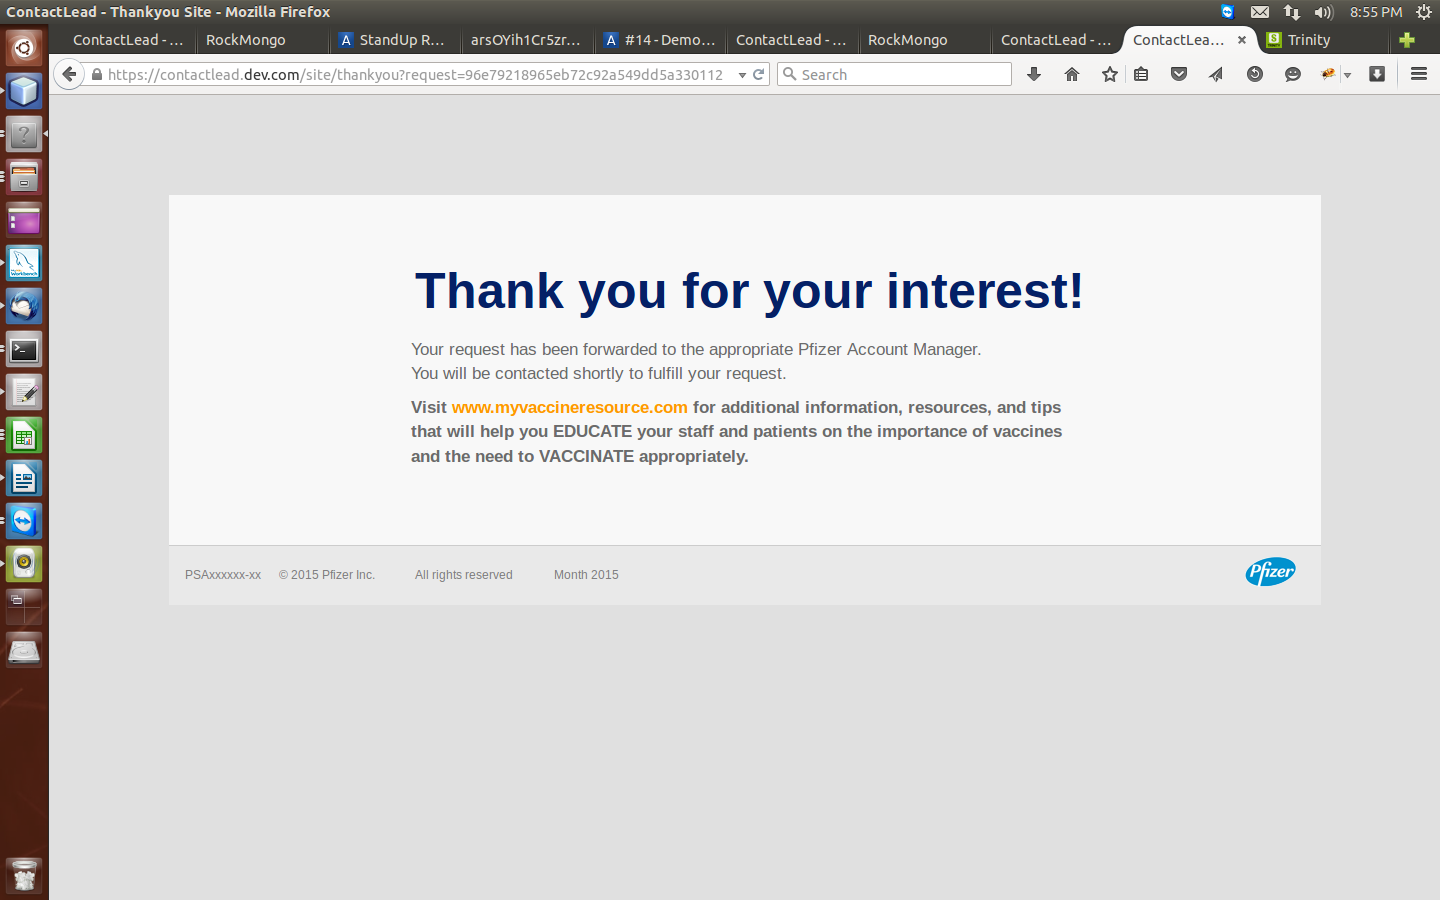 ContactLead - Thankyou Site - Mozilla Firefox
8:55 PM
ContactLead - ...
RockMongo
A StandUp R...
arsOYih1Cr5zr...
A #14 - Demo...
ContactLead - ...
RockMongo
ContactLead - ...
ContactLea...
S Trinity
https://contactlead.dev.com/site/thankyou?request=96e79218965eb72c92a549dd5a330112
Search
Thank you for your interest!
Your request has been forwarded to the appropriate Pfizer Account Manager.
You will be contacted shortly to fulfill your request.
Visit www.myvaccineresource.com for additional information, resources, and tips
that will help you EDUCATE your staff and patients on the importance of vaccines
and the need to VACCINATE appropriately.
PSAxxxxxx-xx © 2015 Pfizer Inc. All rights reserved Month 2015
Pfizer